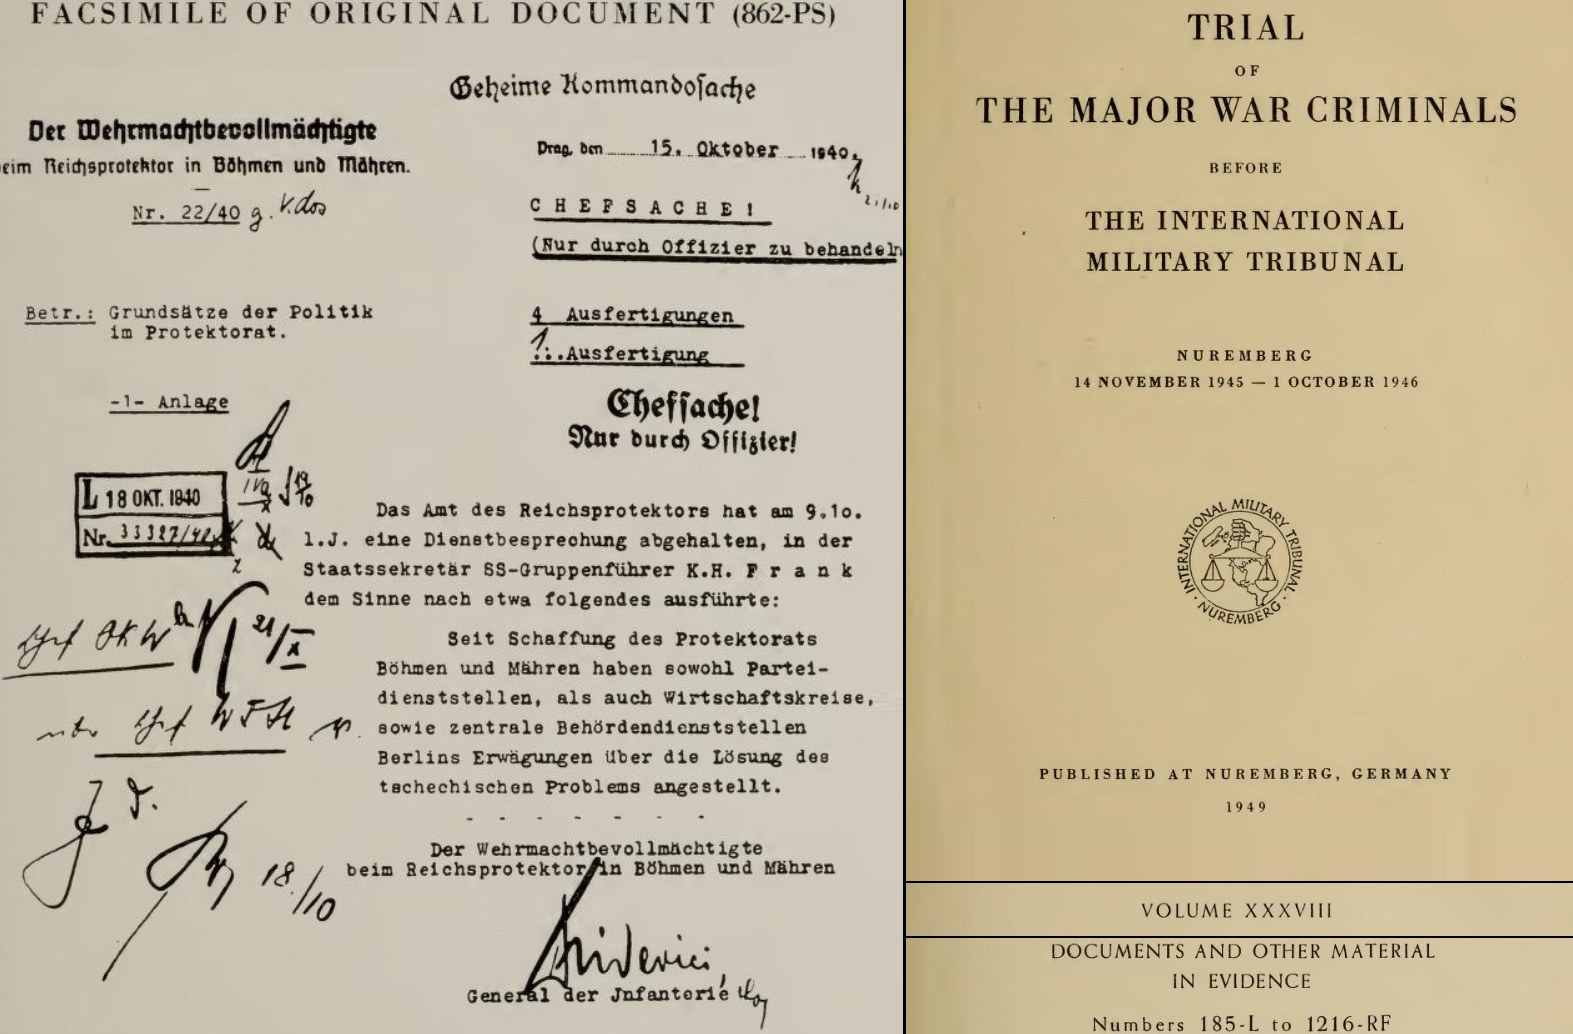 FACSIMILE OF ORIGINAL DOCUMENT (862-PS)
Geheime Kommandosache
Der Wehrmachtbevollmächtigte
eim Reichsprotektor in Böhmen und Mähren.
Prag, den 15. Oktober 1940.
Nr. 22/40 g.
CHEFSACHE!
(Nur durch Offizier zu behandeln
Betr.: Grundsätze der Politik
im Protektorat.
4 Ausfertigungen
1. Ausfertigung
-1- Anlage
Chefsache!
Nur durch Offizier!
L 18 OKT. 1940
Nr. 33327/40
19/10
Das Amt des Reichsprotektors hat am 9.10.
l.J. eine Dienstbesprechung abgehalten, in der
Staatssekretär SS-Gruppenführer K.H. Frank
dem Sinne nach etwa folgendes ausführte:
Chef OKW
21/X
Seit Schaffung des Protektorats
Böhmen und Mähren haben sowohl Partei-
dienststellen, als auch Wirtschaftskreise,
sowie zentrale Behördendienststellen
Berlins Erwägungen über die Lösung des
tschechischen Problems angestellt.
Chef WFSt
- - - - - - -
Der Wehrmachtbevollmächtigte
beim Reichsprotektor in Böhmen und Mähren
18./10
Friderici,
General der Jnfanterie
TRIAL
OF
THE MAJOR WAR CRIMINALS
BEFORE
THE INTERNATIONAL
MILITARY TRIBUNAL
NUREMBERG
14 NOVEMBER 1945 — 1 OCTOBER 1946
INTERNATIONAL MILITARY TRIBUNAL · NUREMBERG ·
PUBLISHED AT NUREMBERG, GERMANY
1949
VOLUME XXXVIII
DOCUMENTS AND OTHER MATERIAL
IN EVIDENCE
Numbers 185-L to 1216-RF